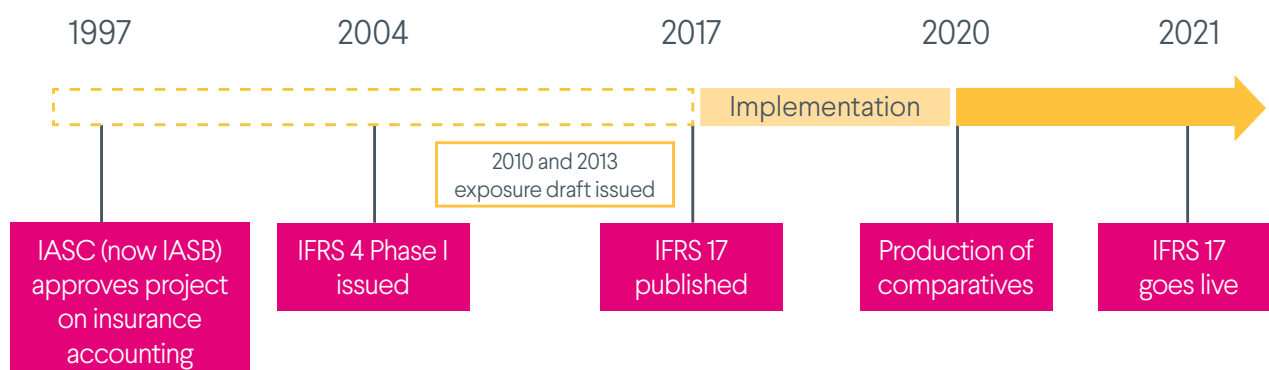 1997
2004
2017
2020
2021
Implementation
2010 and 2013
exposure draft issued
IASC (now IASB)
approves project
on insurance
accounting
IFRS 4 Phase I
issued
IFRS 17
published
Production of
comparatives
IFRS 17
goes live